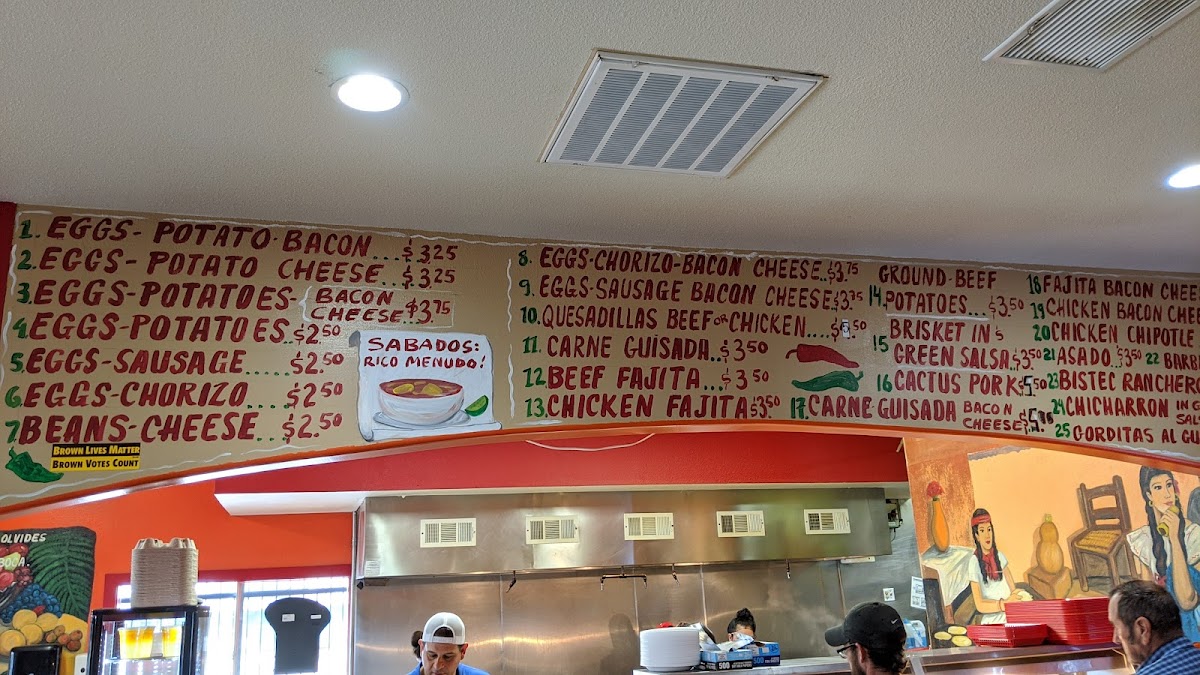 1. EGGS - POTATO - BACON ... $3.25
2. EGGS - POTATO CHEESE .. $3.25
3. EGGS - POTATOES - BACON CHEESE $3.75
4. EGGS - POTATOES .. $2.50
5. EGGS - SAUSAGE .... $2.50
6. EGGS - CHORIZO .... $2.50
7. BEANS - CHEESE .... $2.50
BROWN LIVES MATTER
BROWN VOTES COUNT
SABADOS:
RICO MENUDO!
8. EGGS-CHORIZO-BACON CHEESE .. $3.75
9. EGGS-SAUSAGE BACON CHEESE $3.75
10. QUESADILLAS BEEF OR CHICKEN ....
11. CARNE GUÍSADA .. $3.50
12. BEEF FAJITA ... $3.50
13. CHICKEN FAJITA $3.50
GROUND-BEEF
14. POTATOES ... $3.50
15 BRISKET IN
GREEN SALSA $3.50
16 CACTUS PORK
17. CARNE GUISADA BACON CHEESE
18 FAJITA BACON
19 CHICKEN BACON
20 CHICKEN CHIPOTLE
21 ASADO .. $3.50 22
23 BISTEC
24 CHICHARRON
25 GORDITAS AL
OLVIDES
BOCA.
500
500